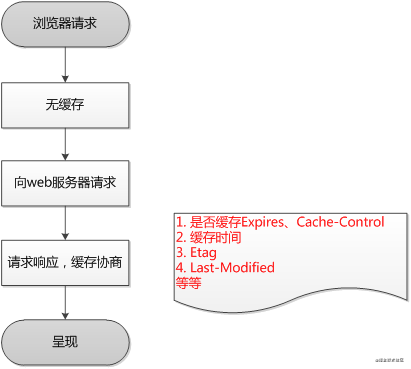 浏览器请求
无缓存
向web服务器请求
请求响应，缓存协商
呈现
1. 是否缓存Expires、Cache-Control
2. 缓存时间
3. Etag
4. Last-Modified
等等